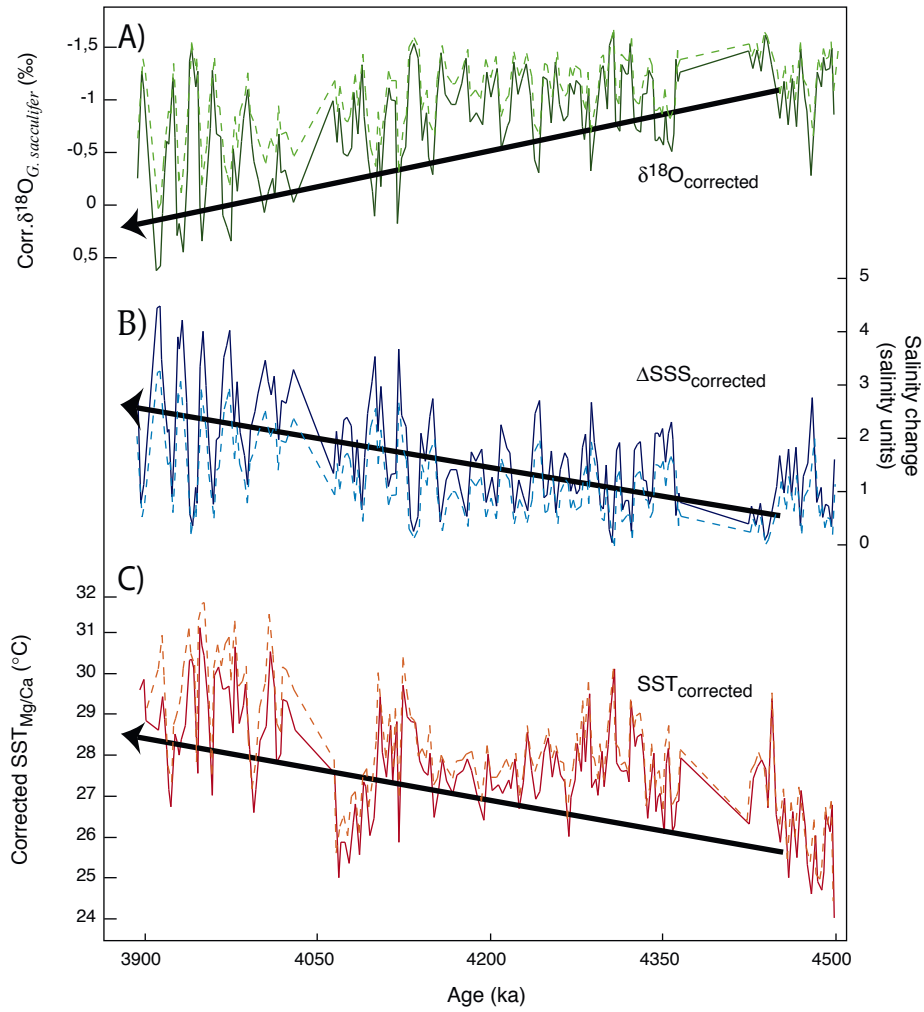 A)
Corr.δ18OG. sacculifer (‰)
-1,5
-1
-0,5
0
0,5
δ18Ocorrected
B)
ΔSSScorrected
Salinity change
(salinity units)
5
4
3
2
1
0
C)
Corrected SSTMg/Ca (°C)
32
31
30
29
28
27
26
25
24
SSTcorrected
3900
4050
4200
4350
4500
Age (ka)